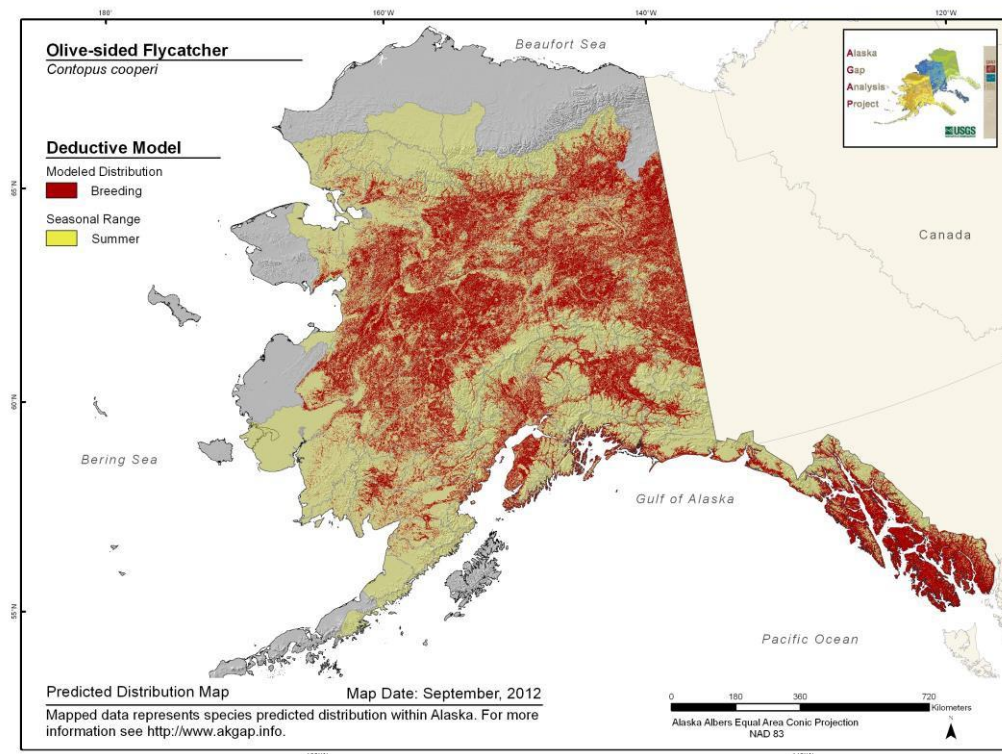 180°
160°W
140°W
120°W
Olive-sided Flycatcher
Contopus cooperi
Beaufort Sea
Alaska
Gap
Analysis
Project
USGS
Deductive Model
Modeled Distribution
Breeding
Seasonal Range
Summer
65°N
Canada
60°N
Bering Sea
Gulf of Alaska
55°N
Pacific Ocean
Predicted Distribution Map
Map Date: September, 2012
Mapped data represents species predicted distribution within Alaska. For more
information see http://www.akgap.info.
0 180 360 720
Kilometers
Alaska Albers Equal Area Conic Projection
NAD 83
N